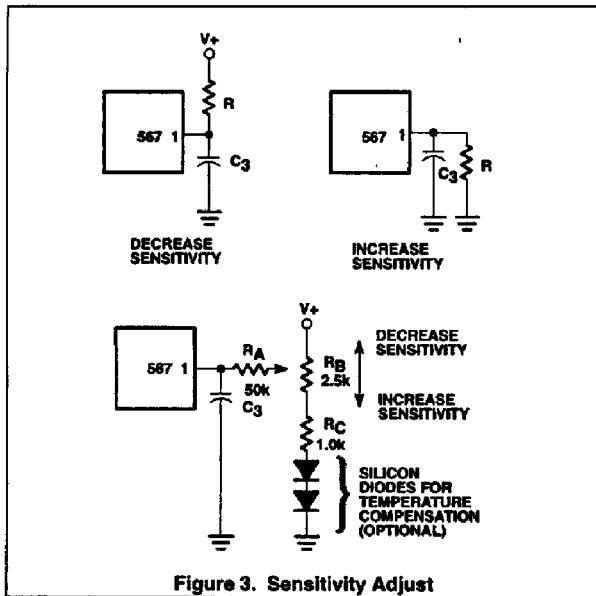 V+
R
567 1
C3
DECREASE
SENSITIVITY
567 1
C3
R
INCREASE
SENSITIVITY
V+
567 1
RA
50k
C3
RB
2.5k
DECREASE
SENSITIVITY
INCREASE
SENSITIVITY
RC
1.0k
SILICON
DIODES FOR
TEMPERATURE
COMPENSATION
(OPTIONAL)
Figure 3. Sensitivity Adjust